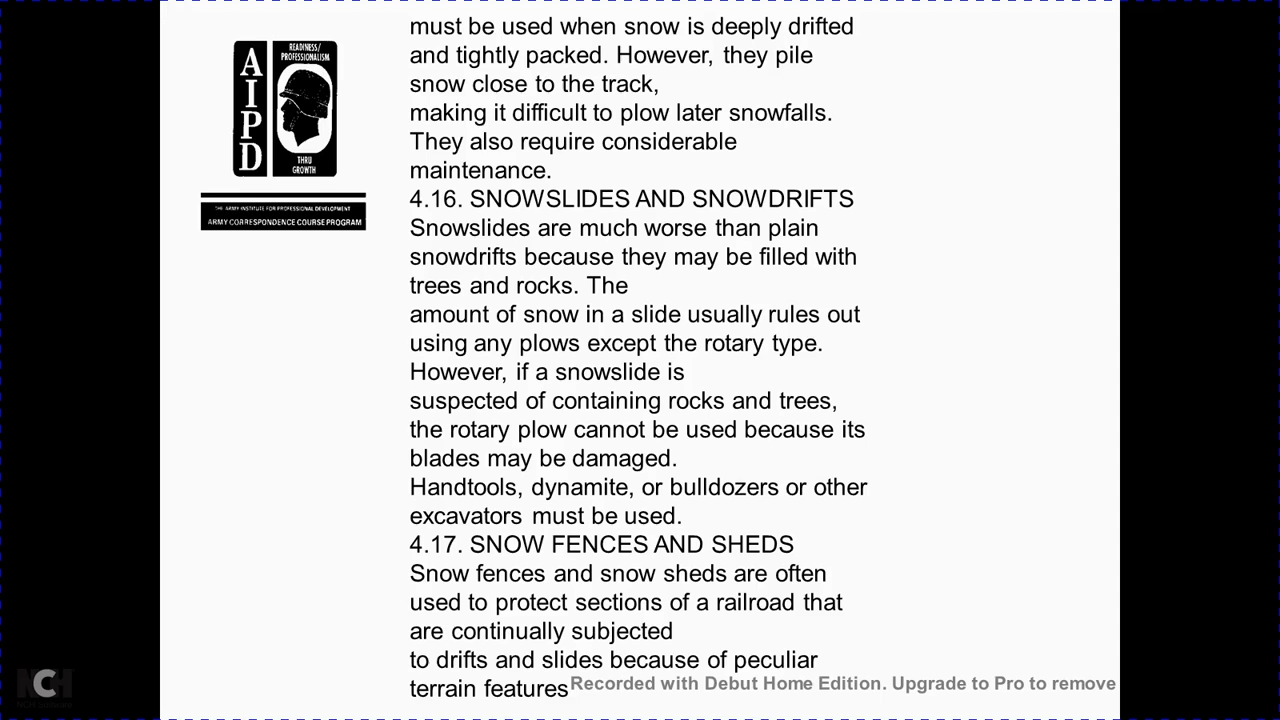 must be used when snow is deeply drifted
and tightly packed. However, they pile
snow close to the track,
making it difficult to plow later snowfalls.
They also require considerable
maintenance.
4.16. SNOWSLIDES AND SNOWDRIFTS
Snowslides are much worse than plain
snowdrifts because they may be filled with
trees and rocks. The
amount of snow in a slide usually rules out
using any plows except the rotary type.
However, if a snowslide is
suspected of containing rocks and trees,
the rotary plow cannot be used because its
blades may be damaged.
Handtools, dynamite, or bulldozers or other
excavators must be used.
4.17. SNOW FENCES AND SHEDS
Snow fences and snow sheds are often
used to protect sections of a railroad that
are continually subjected
to drifts and slides because of peculiar
terrain features
AIPD
READINESS/
PROFESSIONALISM
THRU
GROWTH
THE ARMY INSTITUTE FOR PROFESSIONAL DEVELOPMENT
ARMY CORRESPONDENCE COURSE PROGRAM
NCH
Recorded with Debut Home Edition. Upgrade to Pro to remove